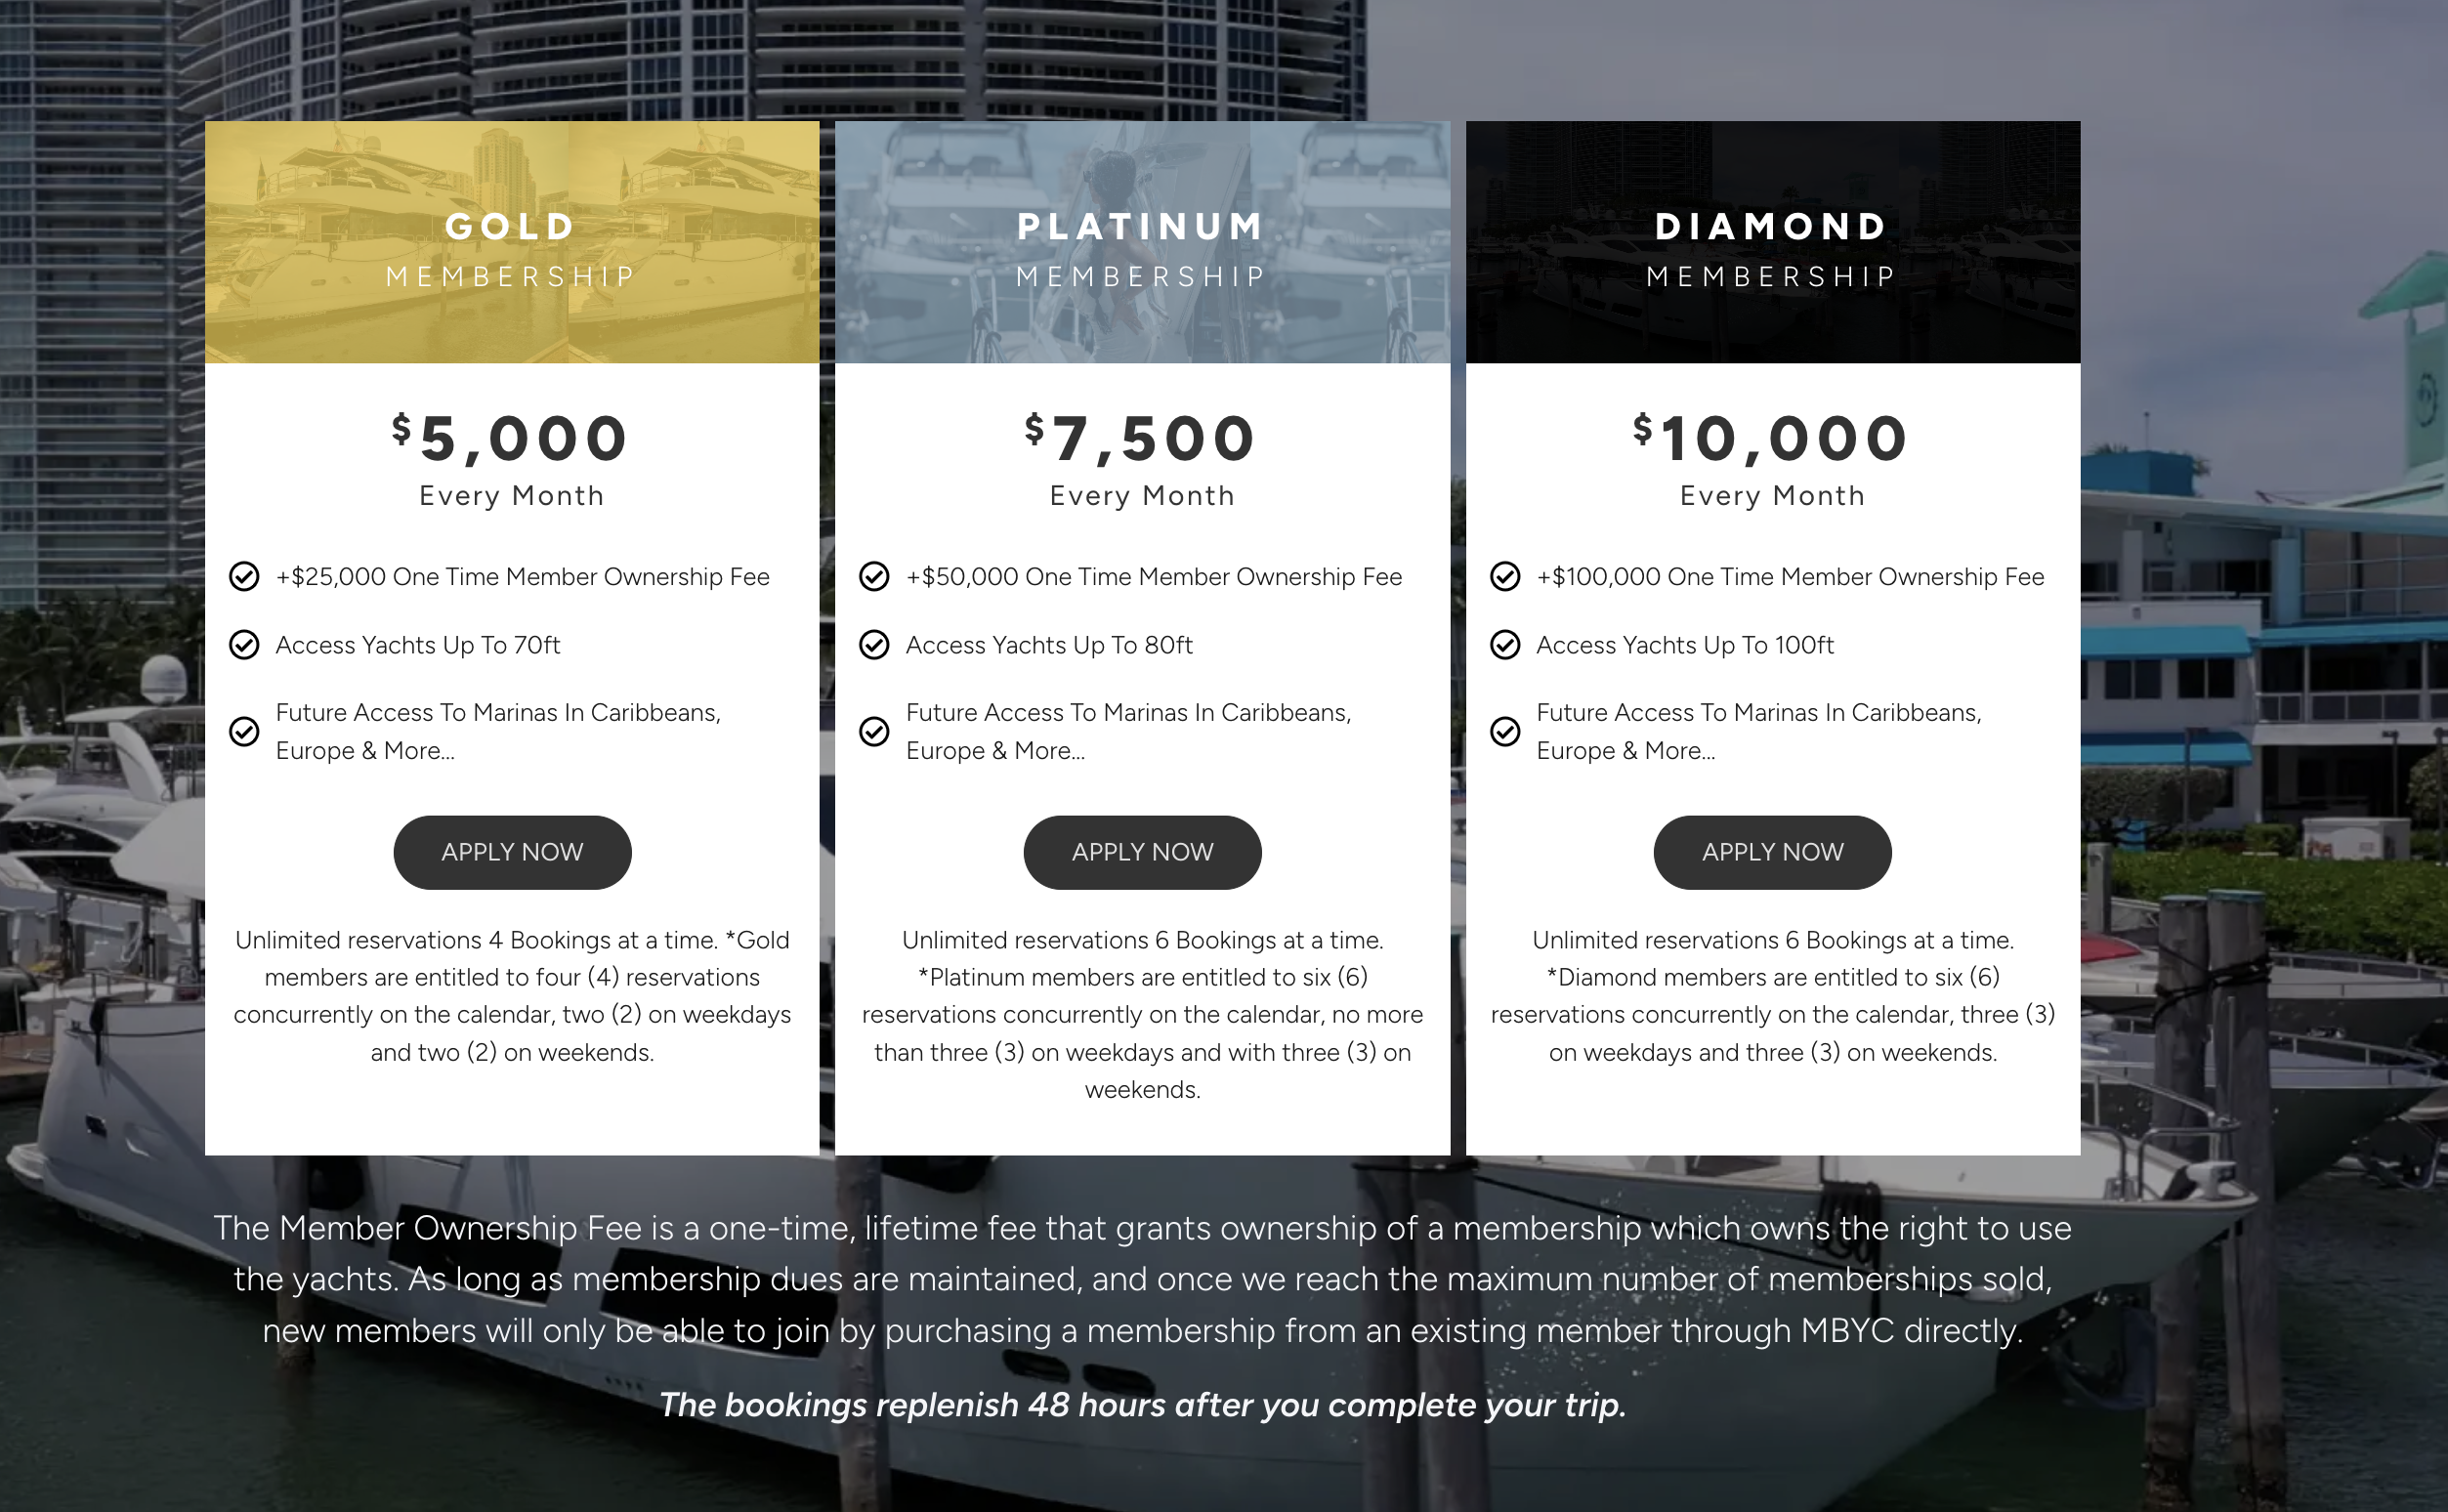 GOLD
MEMBERSHIP
$5,000
Every Month
+$25,000 One Time Member Ownership Fee
Access Yachts Up To 70ft
Future Access To Marinas In Caribbeans,
Europe & More...
APPLY NOW
Unlimited reservations 4 Bookings at a time. *Gold
members are entitled to four (4) reservations
concurrently on the calendar, two (2) on weekdays
and two (2) on weekends.
PLATINUM
MEMBERSHIP
$7,500
Every Month
+$50,000 One Time Member Ownership Fee
Access Yachts Up To 80ft
Future Access To Marinas In Caribbeans,
Europe & More...
APPLY NOW
Unlimited reservations 6 Bookings at a time.
*Platinum members are entitled to six (6)
reservations concurrently on the calendar, no more
than three (3) on weekdays and with three (3) on
weekends.
DIAMOND
MEMBERSHIP
$10,000
Every Month
+$100,000 One Time Member Ownership Fee
Access Yachts Up To 100ft
Future Access To Marinas In Caribbeans,
Europe & More...
APPLY NOW
Unlimited reservations 6 Bookings at a time.
*Diamond members are entitled to six (6)
reservations concurrently on the calendar, three (3)
on weekdays and three (3) on weekends.
The Member Ownership Fee is a one-time, lifetime fee that grants ownership of a membership which owns the right to use
the yachts. As long as membership dues are maintained, and once we reach the maximum number of memberships sold,
new members will only be able to join by purchasing a membership from an existing member through MBYC directly.
The bookings replenish 48 hours after you complete your trip.